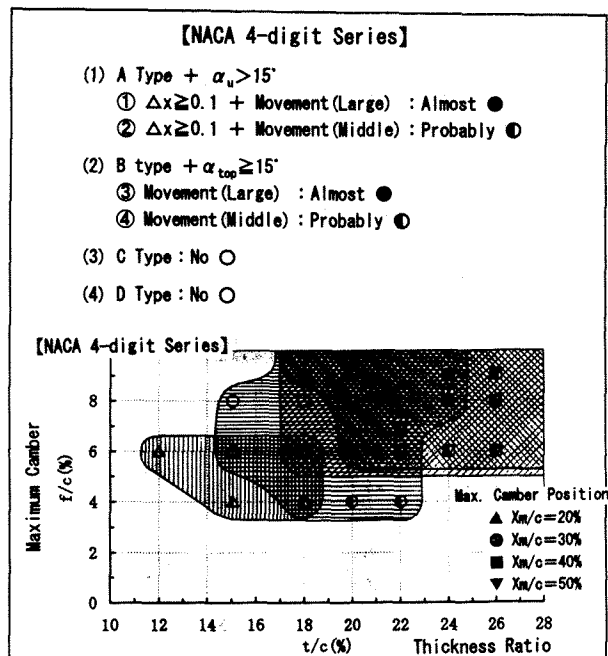 【NACA 4-digit Series】
(1) A Type + αu>15°
① △x≧0.1 + Movement(Large) : Almost ●
② △x≧0.1 + Movement(Middle) : Probably ◐
(2) B type + αtop≧15°
③ Movement(Large) : Almost ●
④ Movement(Middle) : Probably ◐
(3) C Type : No ○
(4) D Type : No ○
【NACA 4-digit Series】
Maximum Camber
f/c(%)
8
6
4
2
0
Max. Camber Position
▲ Xm/c=20%
● Xm/c=30%
■ Xm/c=40%
▼ Xm/c=50%
10 12 14 16 18 20 22 24 26 28
t/c(%) Thickness Ratio